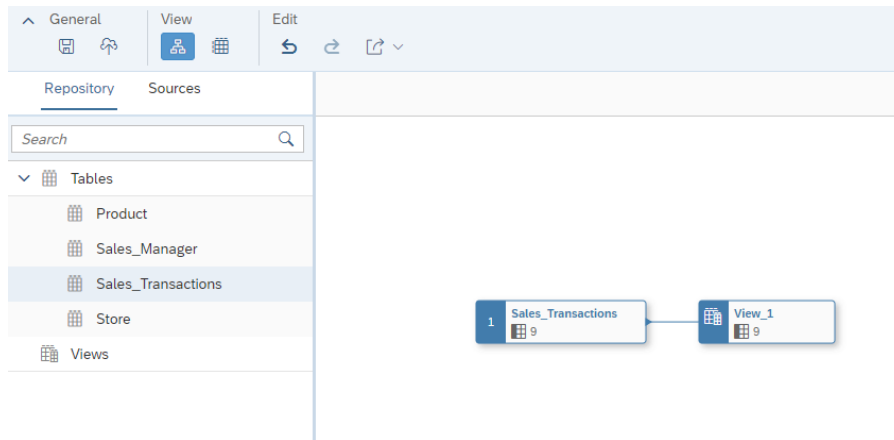 General View Edit
Repository Sources
Search
Tables
Product
Sales_Manager
Sales_Transactions
Store
Views
1 Sales_Transactions
9
View_1
9